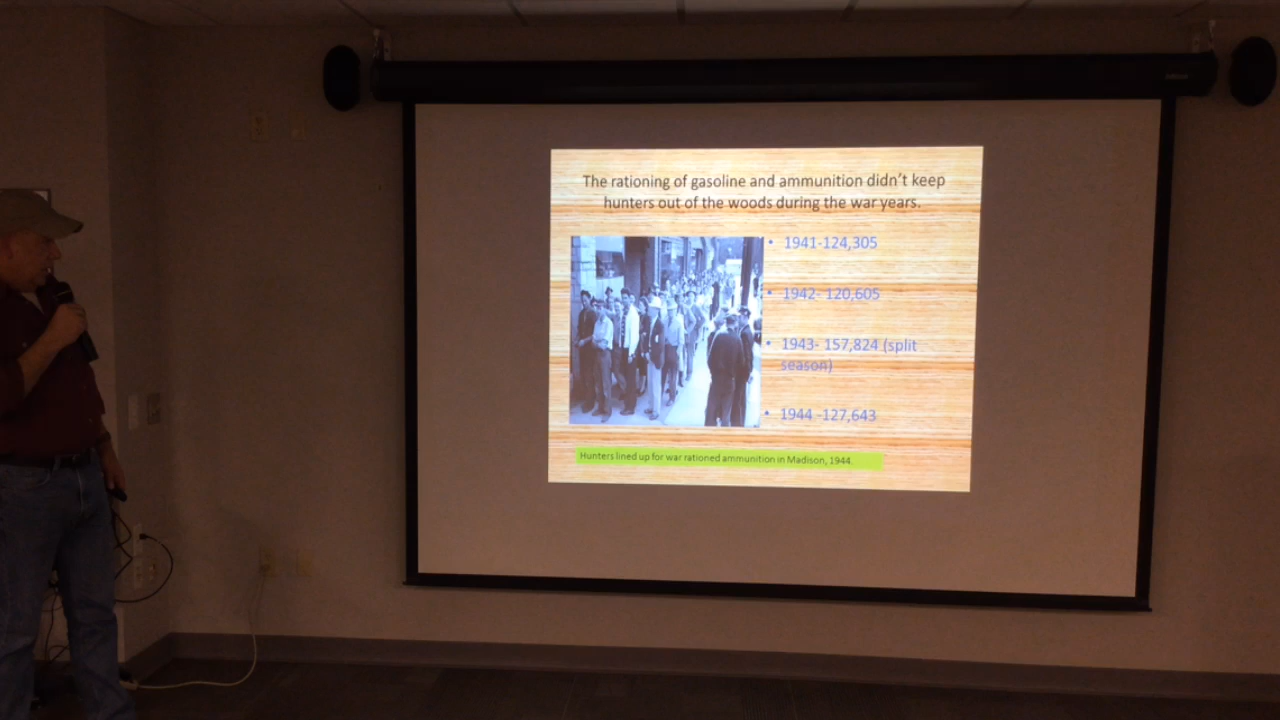 The rationing of gasoline and ammunition didn't keep
hunters out of the woods during the war years.
• 1941-124,305
• 1942- 120,605
• 1943- 157,824 (split
season)
• 1944 -127,643
Hunters lined up for war rationed ammunition in Madison, 1944.